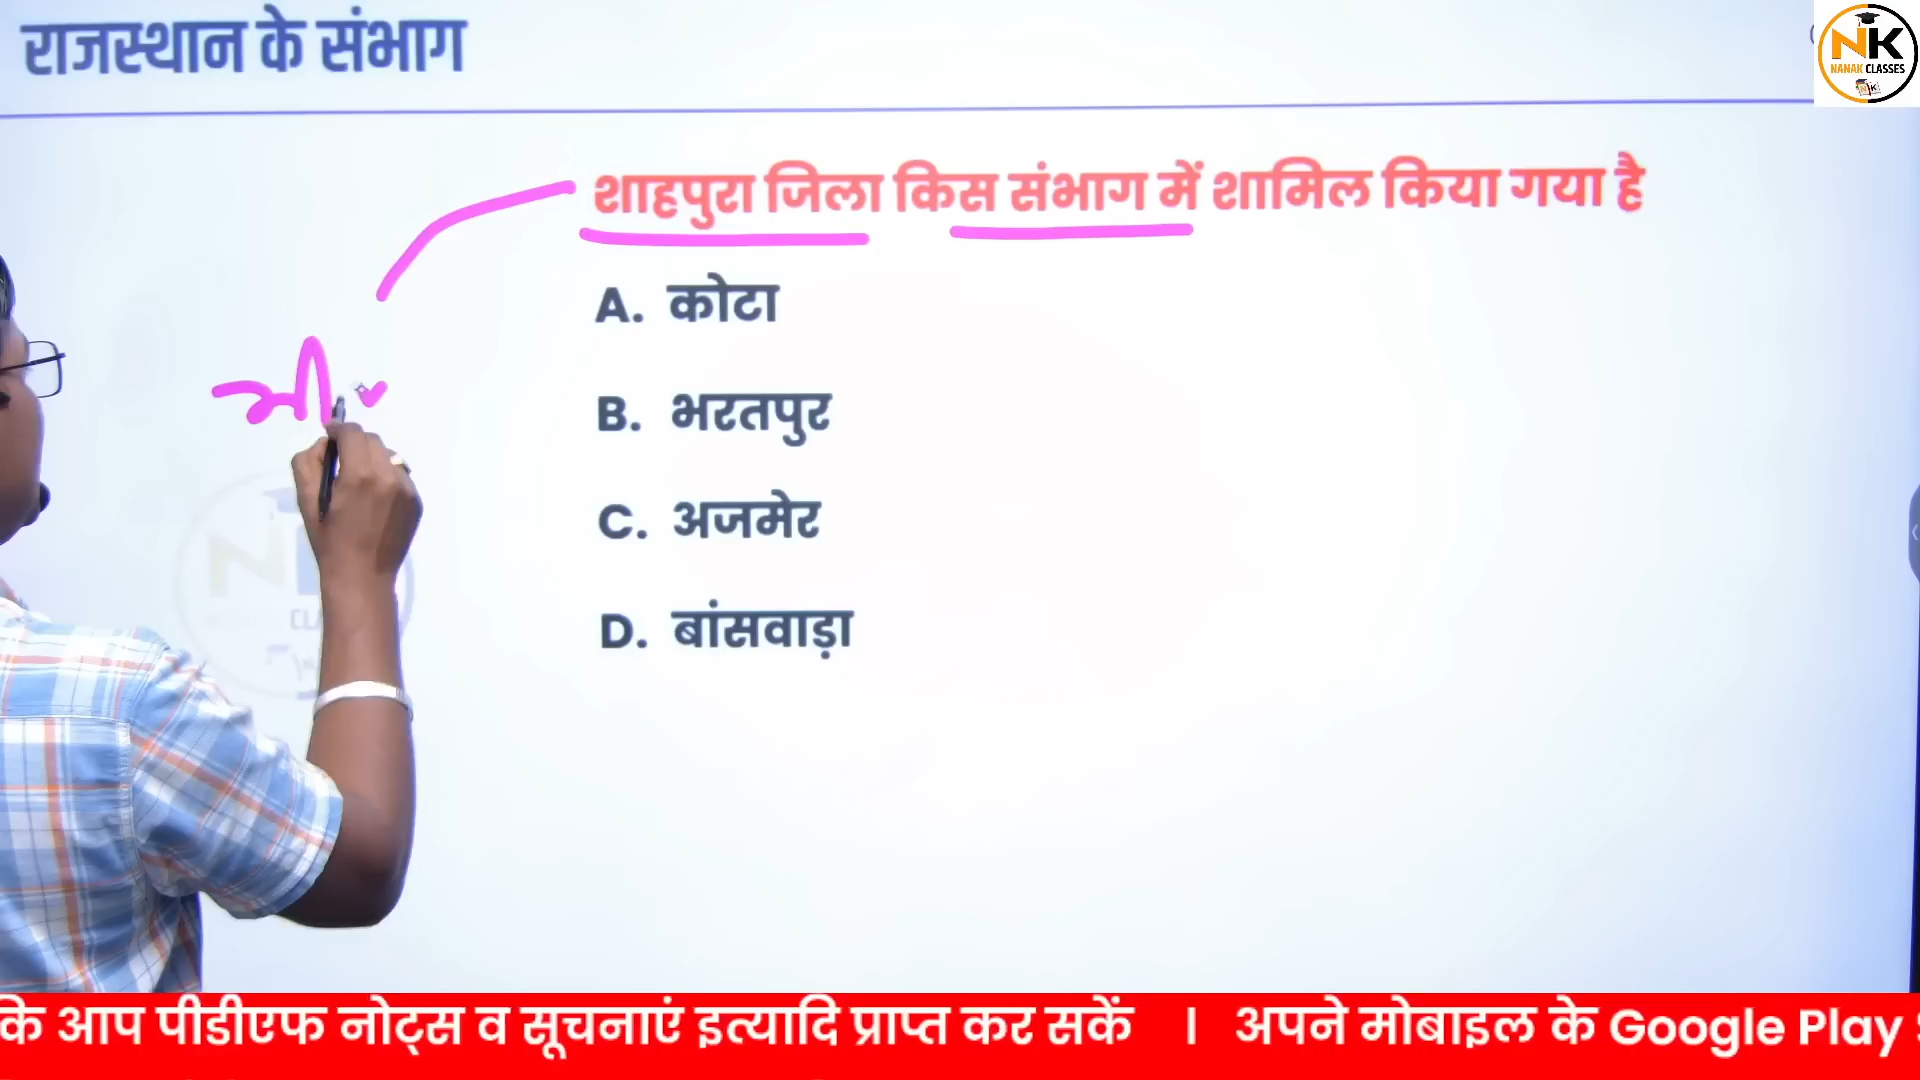 राजस्थान के संभाग
NK
NANAK CLASSES
शाहपुरा जिला किस संभाग में शामिल किया गया है
A. कोटा
B. भरतपुर
C. अजमेर
D. बांसवाड़ा
कि आप पीडीएफ नोट्स व सूचनाएं इत्यादि प्राप्त कर सकें । अपने मोबाइल के Google Play